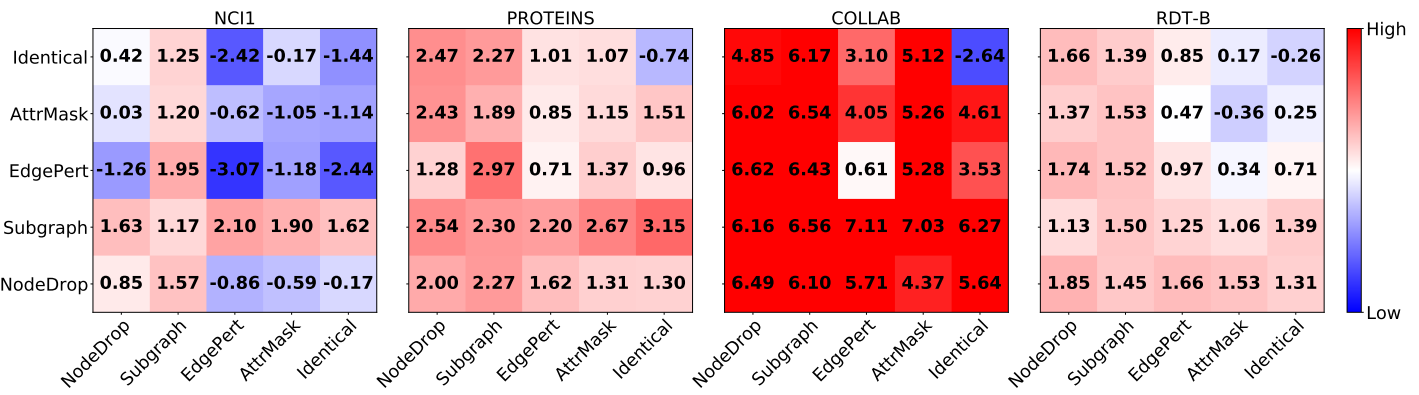 NCI1 PROTEINS COLLAB RDT-B
Identical 0.42 1.25 -2.42 -0.17 -1.44 2.47 2.27 1.01 1.07 -0.74 4.85 6.17 3.10 5.12 -2.64 1.66 1.39 0.85 0.17 -0.26 High
AttrMask 0.03 1.20 -0.62 -1.05 -1.14 2.43 1.89 0.85 1.15 1.51 6.02 6.54 4.05 5.26 4.61 1.37 1.53 0.47 -0.36 0.25
EdgePert -1.26 1.95 -3.07 -1.18 -2.44 1.28 2.97 0.71 1.37 0.96 6.62 6.43 0.61 5.28 3.53 1.74 1.52 0.97 0.34 0.71
Subgraph 1.63 1.17 2.10 1.90 1.62 2.54 2.30 2.20 2.67 3.15 6.16 6.56 7.11 7.03 6.27 1.13 1.50 1.25 1.06 1.39
NodeDrop 0.85 1.57 -0.86 -0.59 -0.17 2.00 2.27 1.62 1.31 1.30 6.49 6.10 5.71 4.37 5.64 1.85 1.45 1.66 1.53 1.31 Low
NodeDrop Subgraph EdgePert AttrMask Identical NodeDrop Subgraph EdgePert AttrMask Identical NodeDrop Subgraph EdgePert AttrMask Identical NodeDrop Subgraph EdgePert AttrMask Identical